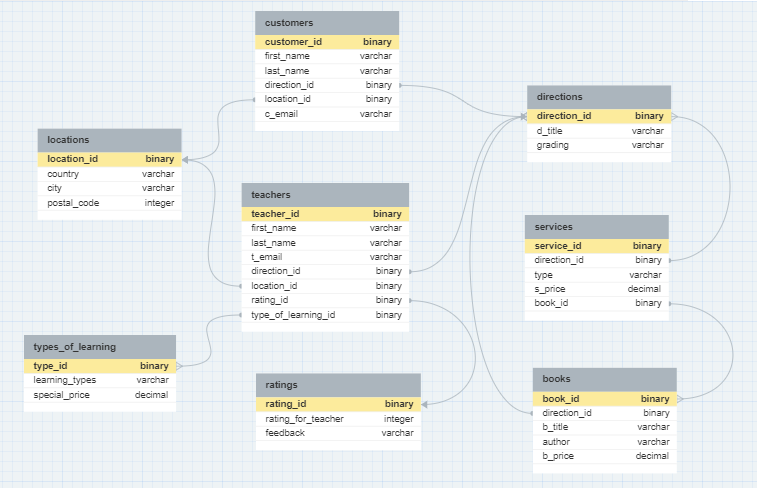 customers
customer_id binary
first_name varchar
last_name varchar
direction_id binary
location_id binary
c_email varchar
directions
direction_id binary
d_title varchar
grading varchar
locations
location_id binary
country varchar
city varchar
postal_code integer
teachers
teacher_id binary
first_name varchar
last_name varchar
t_email varchar
direction_id binary
location_id binary
rating_id binary
type_of_learning_id binary
services
service_id binary
direction_id binary
type varchar
s_price decimal
book_id binary
types_of_learning
type_id binary
learning_types varchar
special_price decimal
ratings
rating_id binary
rating_for_teacher integer
feedback varchar
books
book_id binary
direction_id binary
b_title varchar
author varchar
b_price decimal